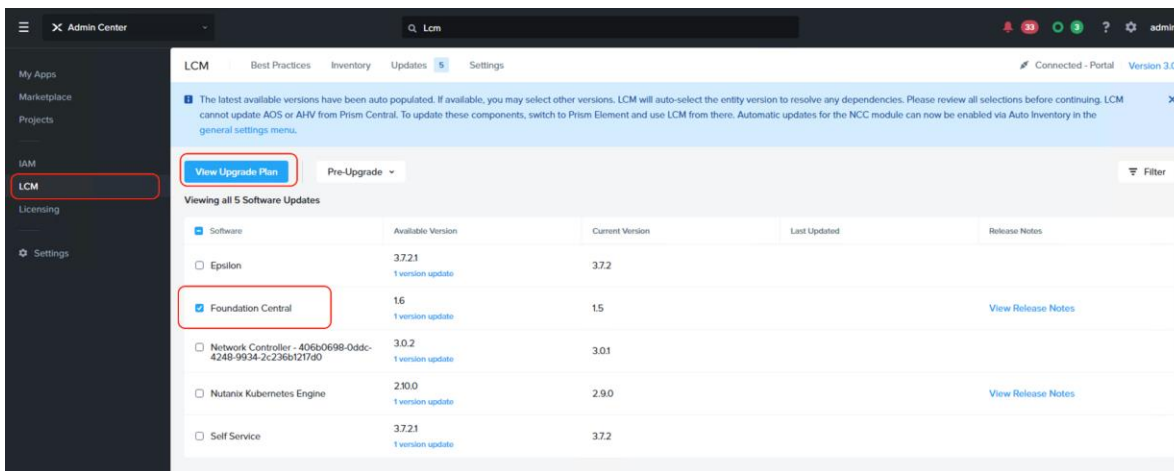 Admin Center
Lcm
33
3
?
admin
My Apps
Marketplace
Projects
IAM
LCM
Licensing
Settings
LCM Best Practices Inventory Updates 5 Settings
Connected - Portal Version 3.0
The latest available versions have been auto populated. If available, you may select other versions. LCM will auto-select the entity version to resolve any dependencies. Please review all selections before continuing. LCM
cannot update AOS or AHV from Prism Central. To update these components, switch to Prism Element and use LCM from there. Automatic updates for the NCC module can now be enabled via Auto Inventory in the
general settings menu.
View Upgrade Plan Pre-Upgrade Filter
Viewing all 5 Software Updates
Software Available Version Current Version Last Updated Release Notes
Epsilon 3.7.2.1 3.7.2
1 version update
Foundation Central 1.6 1.5 View Release Notes
1 version update
Network Controller - 406b0698-0ddc- 3.0.2 3.0.1
4248-9934-2c236b1217d0 1 version update
Nutanix Kubernetes Engine 2.10.0 2.9.0 View Release Notes
1 version update
Self Service 3.7.2.1 3.7.2
1 version update